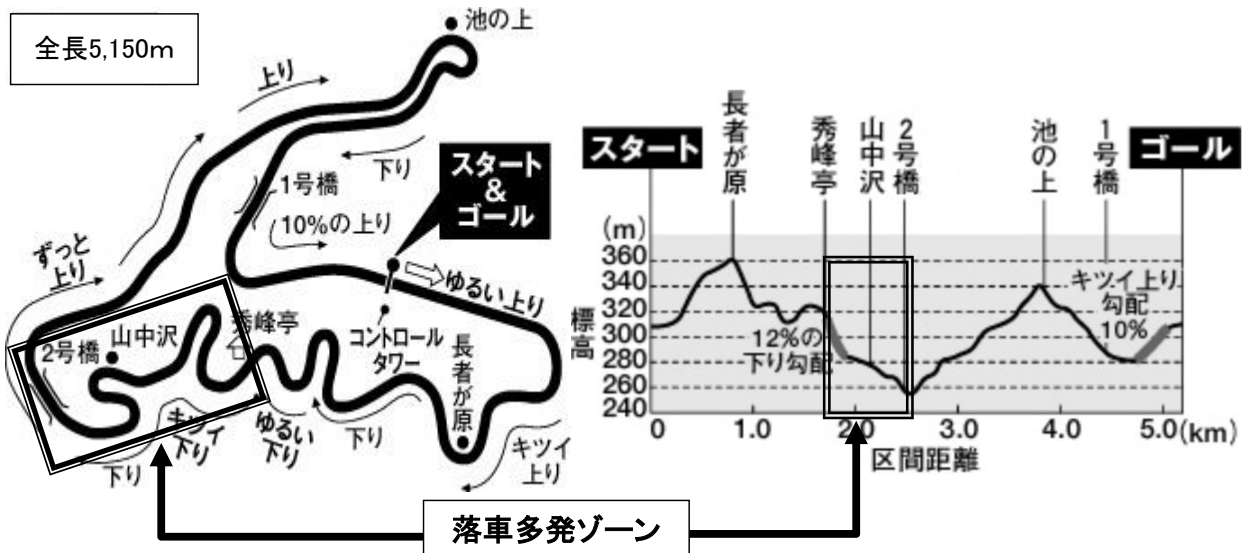 全長5,150m
池の上
上り
下り
スタート
&
ゴール
1号橋
10%の上り
ずっと
上り
ゆるい上り
山中沢
秀峰亭
2号橋
コントロール
タワー
長者が原
キツイ
下り
ゆるい
下り
下り
下り
キツイ
上り
スタート
長者が原
秀峰亭
山中沢
2号橋
池の上
1号橋
ゴール
(m)
360
340
320
300
280
260
240
標高
キツイ上り
勾配
10%
12%の
下り勾配
0 1.0 2.0 3.0 4.0 5.0(km)
区間距離
落車多発ゾーン